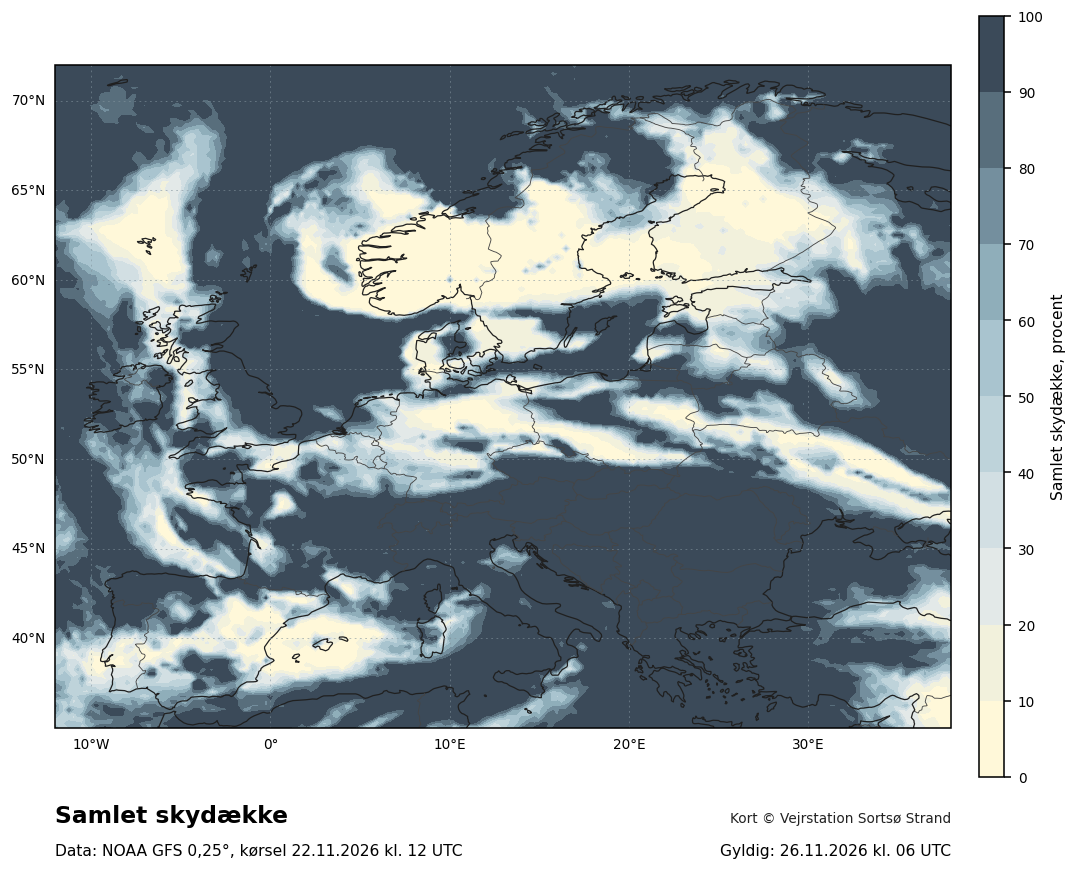 100
90
80
70
60
50
40
30
20
10
0
Samlet skydække, procent
70°N
65°N
60°N
55°N
50°N
45°N
40°N
10°W
0°
10°E
20°E
30°E
Samlet skydække
Kort © Vejrstation Sortsø Strand
Data: NOAA GFS 0,25°, kørsel 22.11.2026 kl. 12 UTC
Gyldig: 26.11.2026 kl. 06 UTC